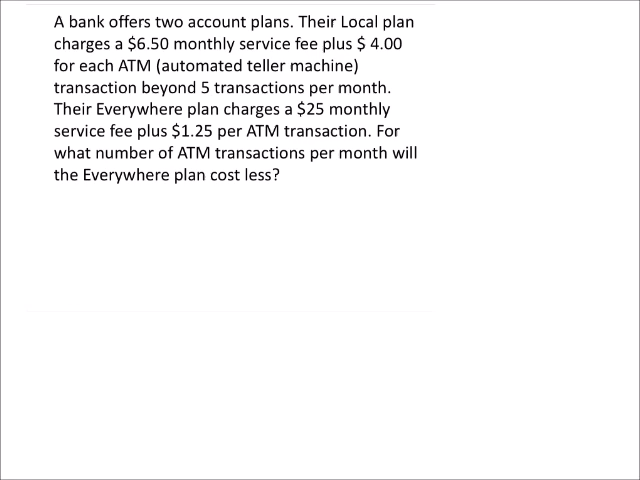 A bank offers two account plans. Their Local plan
charges a $6.50 monthly service fee plus $ 4.00
for each ATM (automated teller machine)
transaction beyond 5 transactions per month.
Their Everywhere plan charges a $25 monthly
service fee plus $1.25 per ATM transaction. For
what number of ATM transactions per month will
the Everywhere plan cost less?